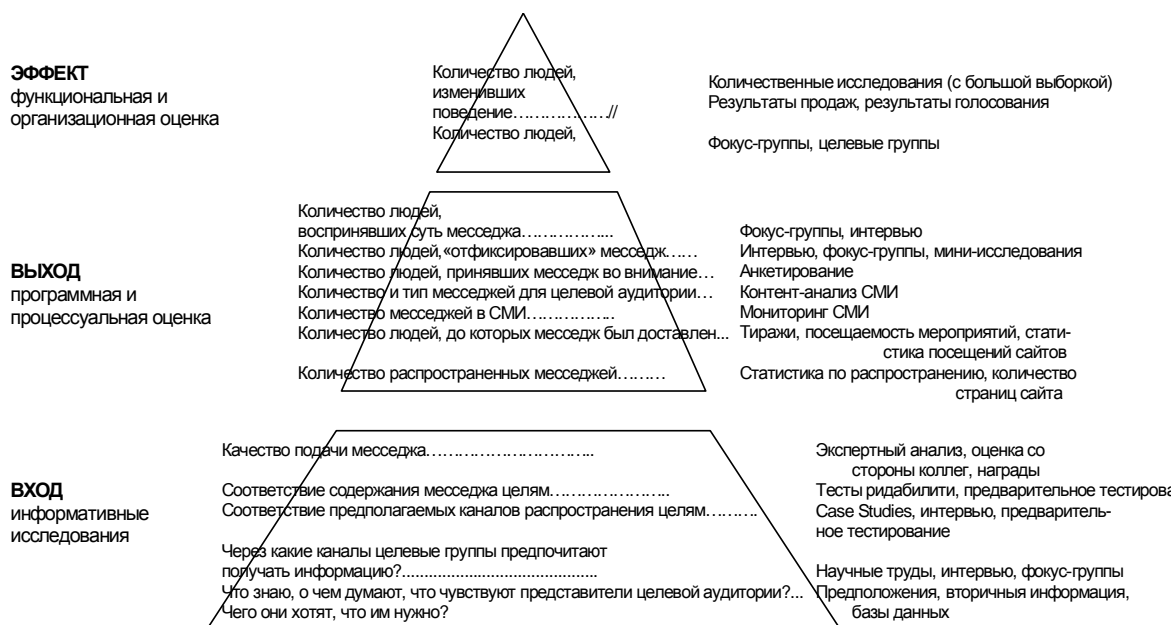 ЭФФЕКТ
функциональная и
организационная оценка
Количество людей,
изменивших
поведение………………..//
Количество людей,
Количественные исследования (с большой выборкой)
Результаты продаж, результаты голосования
Фокус-группы, целевые группы
ВЫХОД
программная и
процессуальная оценка
Количество людей,
воспринявших суть месседжа……………...
Фокус-группы, интервью
Количество людей,«отфиксировавших» месседж……
Интервью, фокус-группы, мини-исследования
Количество людей, принявших месседж во внимание…
Анкетирование
Количество и тип месседжей для целевой аудитории…
Контент-анализ СМИ
Количество месседжей в СМИ……………..
Мониторинг СМИ
Количество людей, до которых месседж был доставлен...
Тиражи, посещаемость мероприятий, стати-
стика посещений сайтов
Количество распространенных месседжей………
Статистика по распространению, количество
страниц сайта
ВХОД
информативные
исследования
Качество подачи месседжа…………………………..
Экспертный анализ, оценка со
стороны коллег, награды
Соответствие содержания месседжа целям…………………..
Тесты ридабилити, предварительное тестирова
Соответствие предполагаемых каналов распространения целям………
Case Studies, интервью, предваритель-
ное тестирование
Через какие каналы целевые группы предпочитают
получать информацию?..............................................
Научные труды, интервью, фокус-группы
Что знаю, о чем думают, что чувствуют представители целевой аудитории?...
Предположения, вторичныя информация,
базы данных
Чего они хотят, что им нужно?